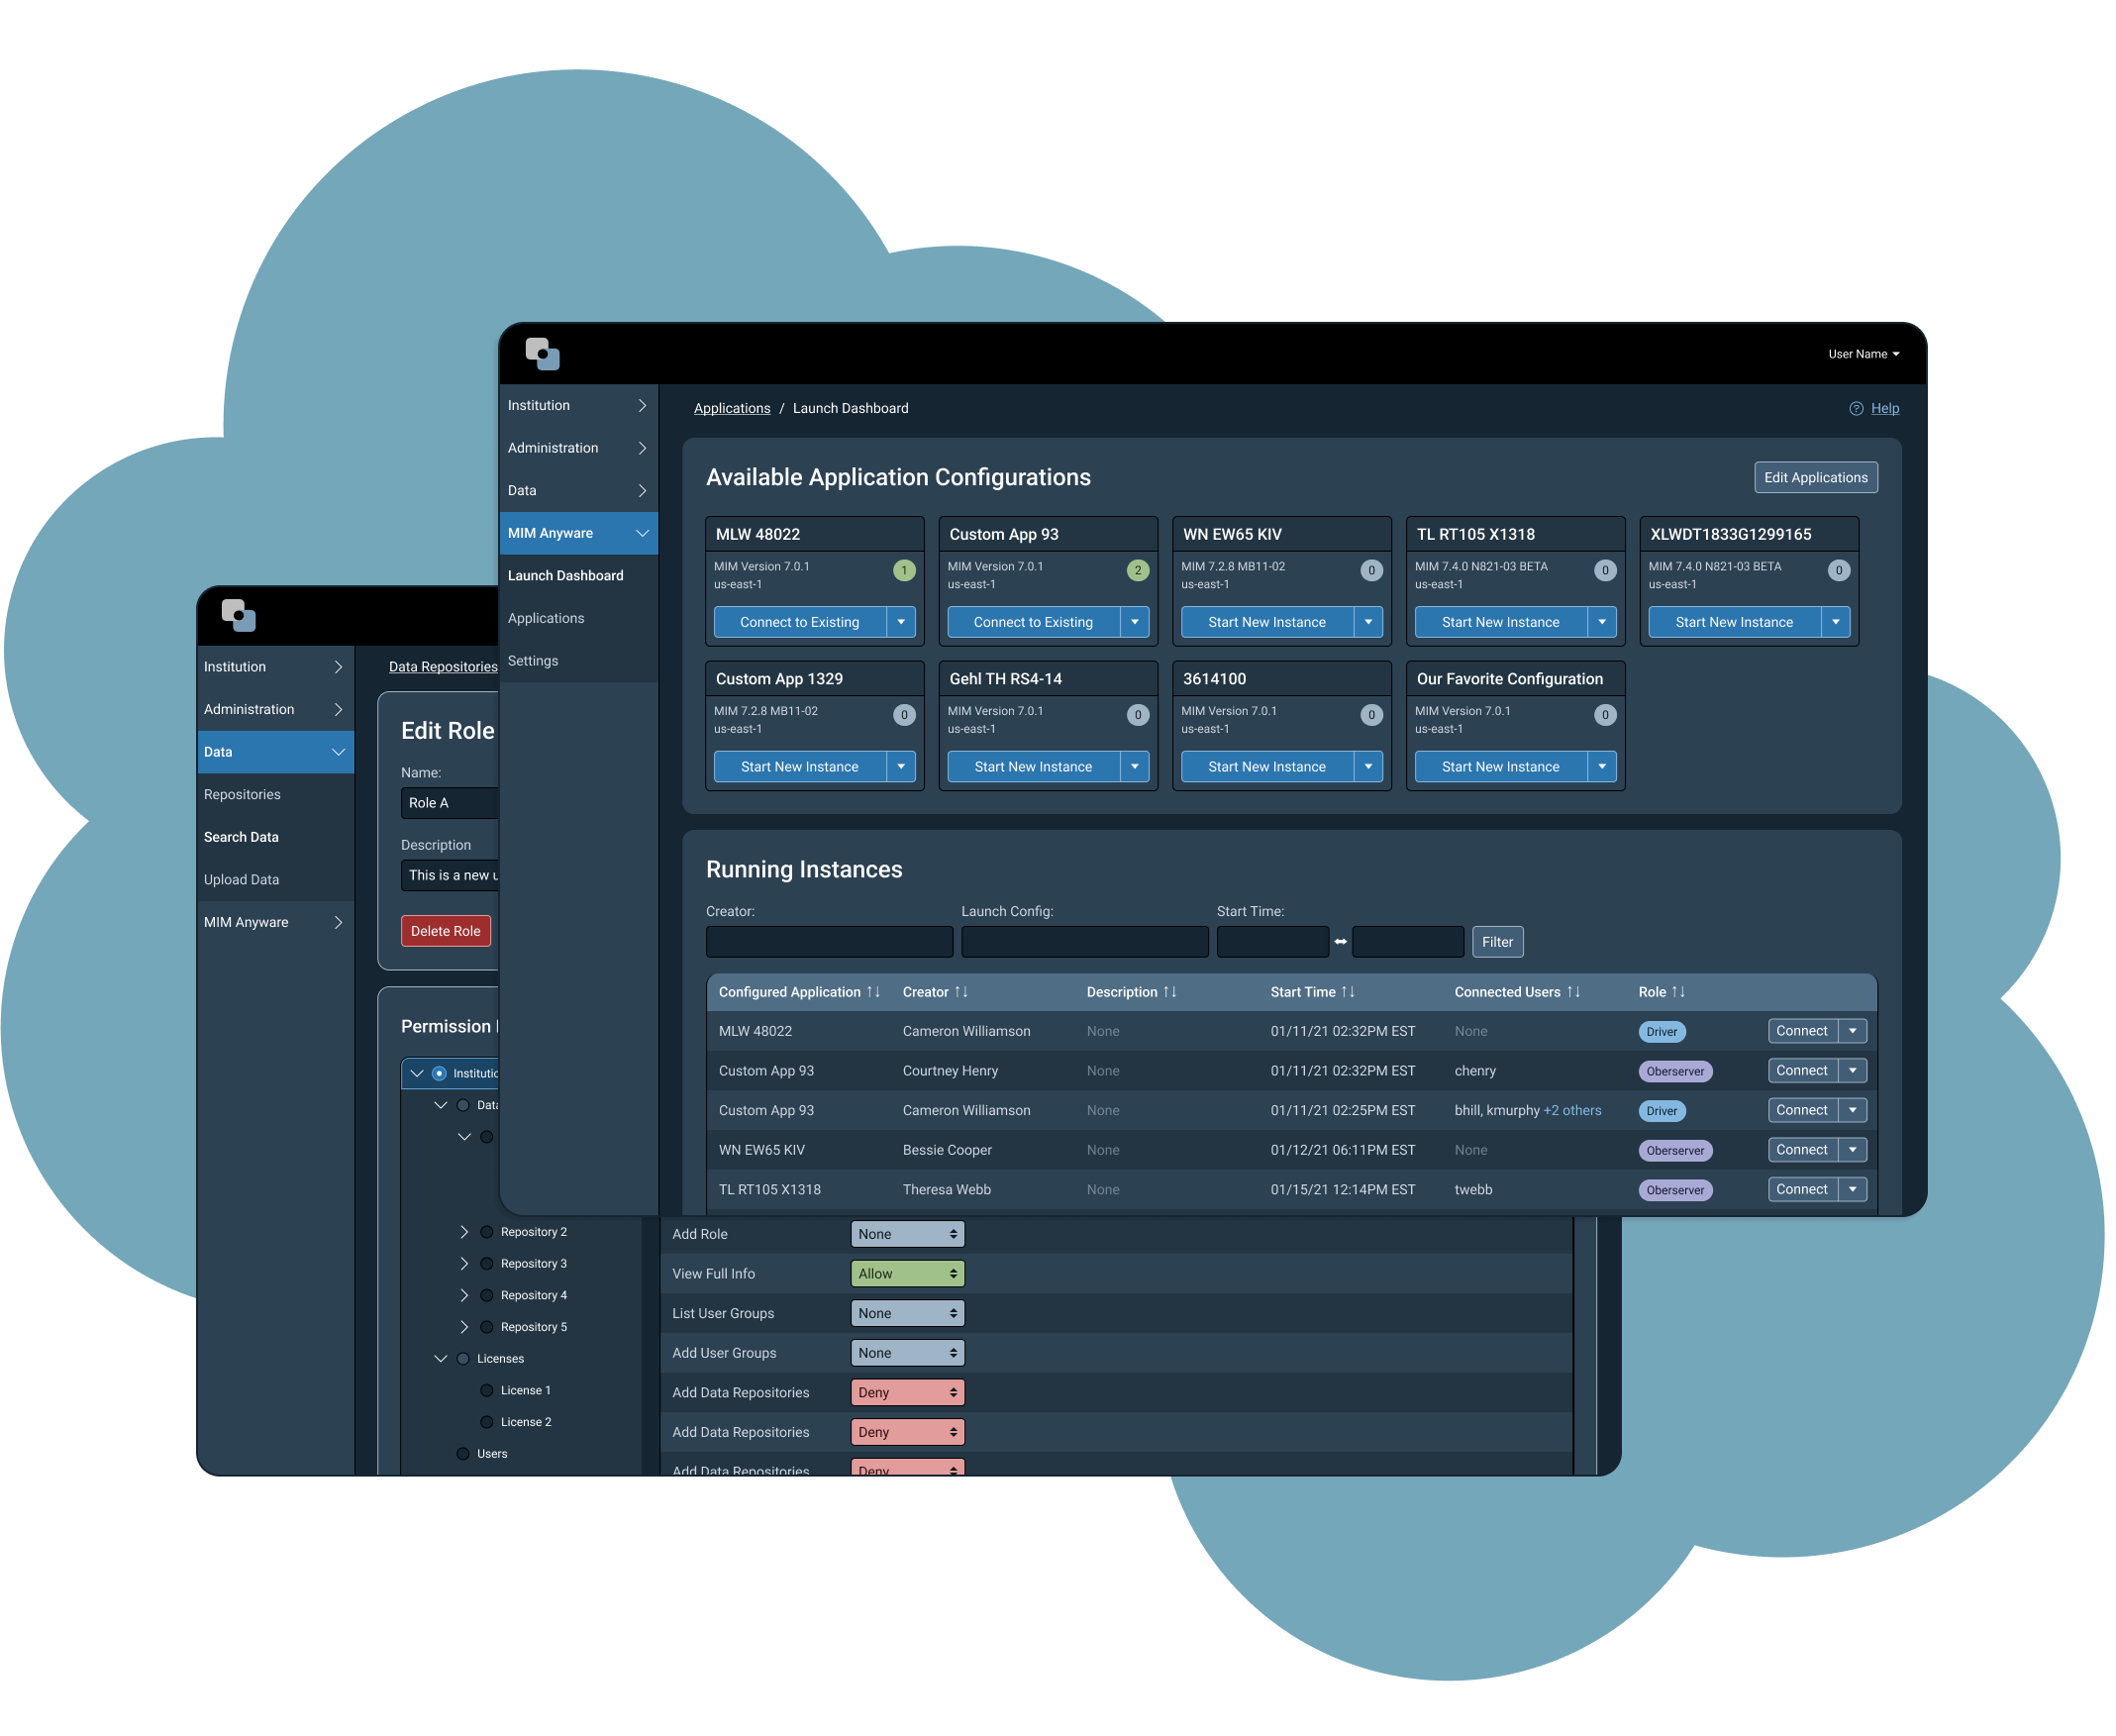 User Name
Institution
Administration
Data
MIM Anyware
Launch Dashboard
Applications
Settings
Applications / Launch Dashboard
Help
Available Application Configurations
Edit Applications
MLW 48022
MIM Version 7.0.1
us-east-1
1
Connect to Existing
Custom App 93
MIM Version 7.0.1
us-east-1
2
Connect to Existing
WN EW65 KIV
MIM 7.2.8 MB11-02
us-east-1
0
Start New Instance
TL RT105 X1318
MIM 7.4.0 N821-03 BETA
us-east-1
0
Start New Instance
XLWDT1833G1299165
MIM 7.4.0 N821-03 BETA
us-east-1
0
Start New Instance
Custom App 1329
MIM 7.2.8 MB11-02
us-east-1
0
Start New Instance
Gehl TH RS4-14
MIM Version 7.0.1
us-east-1
0
Start New Instance
3614100
MIM Version 7.0.1
us-east-1
0
Start New Instance
Our Favorite Configuration
MIM Version 7.0.1
us-east-1
0
Start New Instance
Running Instances
Creator: Launch Config: Start Time:
Filter
Configured Application Creator Description Start Time Connected Users Role
MLW 48022 Cameron Williamson None 01/11/21 02:32PM EST None Driver Connect
Custom App 93 Courtney Henry None 01/11/21 02:32PM EST chenry Oberserver Connect
Custom App 93 Cameron Williamson None 01/11/21 02:25PM EST bhill, kmurphy +2 others Driver Connect
WN EW65 KIV Bessie Cooper None 01/12/21 06:11PM EST None Oberserver Connect
TL RT105 X1318 Theresa Webb None 01/15/21 12:14PM EST twebb Oberserver Connect
Institution
Administration
Data
Repositories
Search Data
Upload Data
MIM Anyware
Data Repositories
Edit Role
Name:
Role A
Description
This is a new
Delete Role
Permission
Institutio
Data
Repository 2
Repository 3
Repository 4
Repository 5
Licenses
License 1
License 2
Users
Add Role None
View Full Info Allow
List User Groups None
Add User Groups None
Add Data Repositories Deny
Add Data Repositories Deny
Add Data Repositories Deny